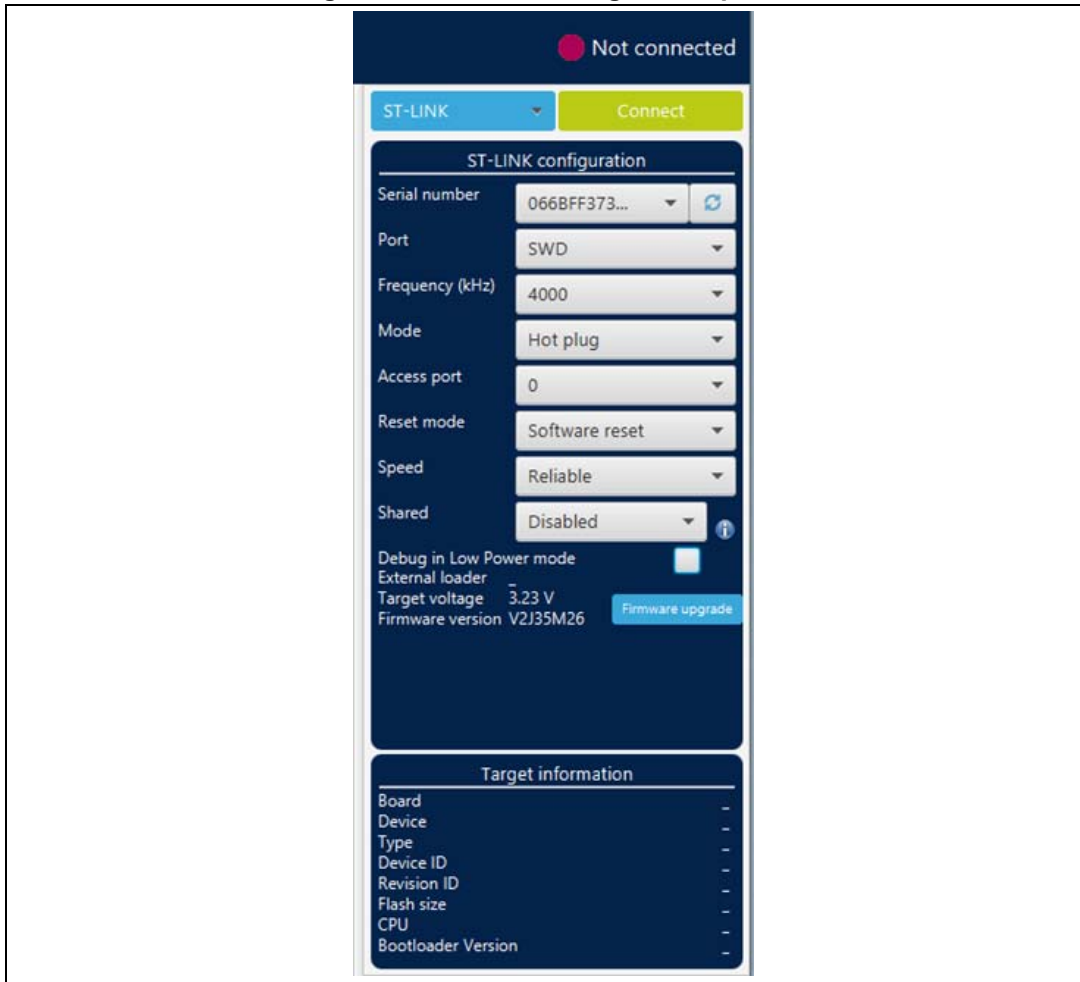 Not connected
ST-LINK Connect
ST-LINK configuration
Serial number 066BFF373...
Port SWD
Frequency (kHz) 4000
Mode Hot plug
Access port 0
Reset mode Software reset
Speed Reliable
Shared Disabled
Debug in Low Power mode
External loader _
Target voltage 3.23 V
Firmware version V2J35M26 Firmware upgrade
Target information
Board _
Device _
Type _
Device ID _
Revision ID _
Flash size _
CPU _
Bootloader Version _